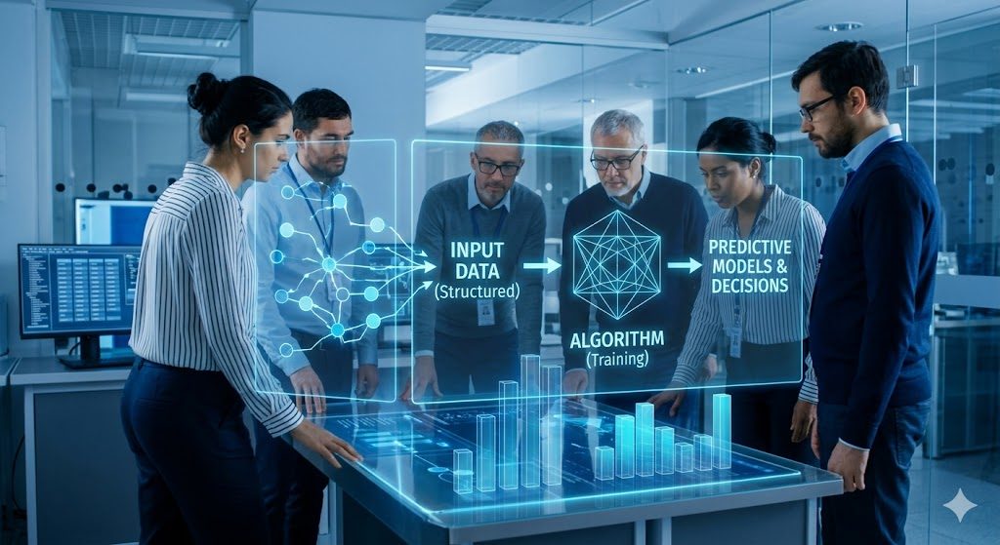 INPUT
DATA
(Structured)
ALGORITHM
(Training)
PREDICTIVE
MODELS &
DECISIONS